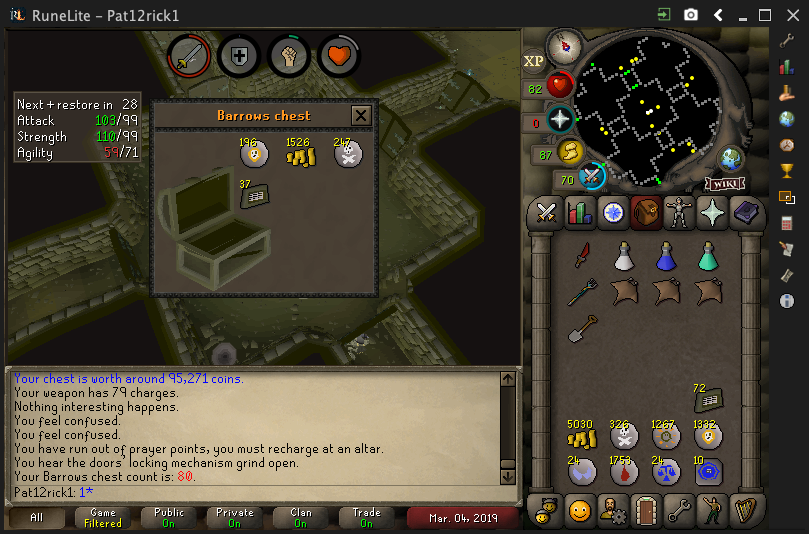 RuneLite - Pat12rick1
Next + restore in 28
Attack 103/99
Strength 110/99
Agility 59/71
Barrows chest
196 1526 247
37
XP
82
0
87
70
WIKI
72
5030 326 1267 1332
24 1753 24 10
Your chest is worth around 95,271 coins.
Your weapon has 79 charges.
Nothing interesting happens.
You feel confused.
You feel confused.
You have run out of prayer points, you must recharge at an altar.
You hear the doors' locking mechanism grind open.
Your Barrows chest count is: 80.
Pat12rick1: 1*
All
Game Filtered
Public On
Private On
Clan On
Trade On
Mar. 04, 2019